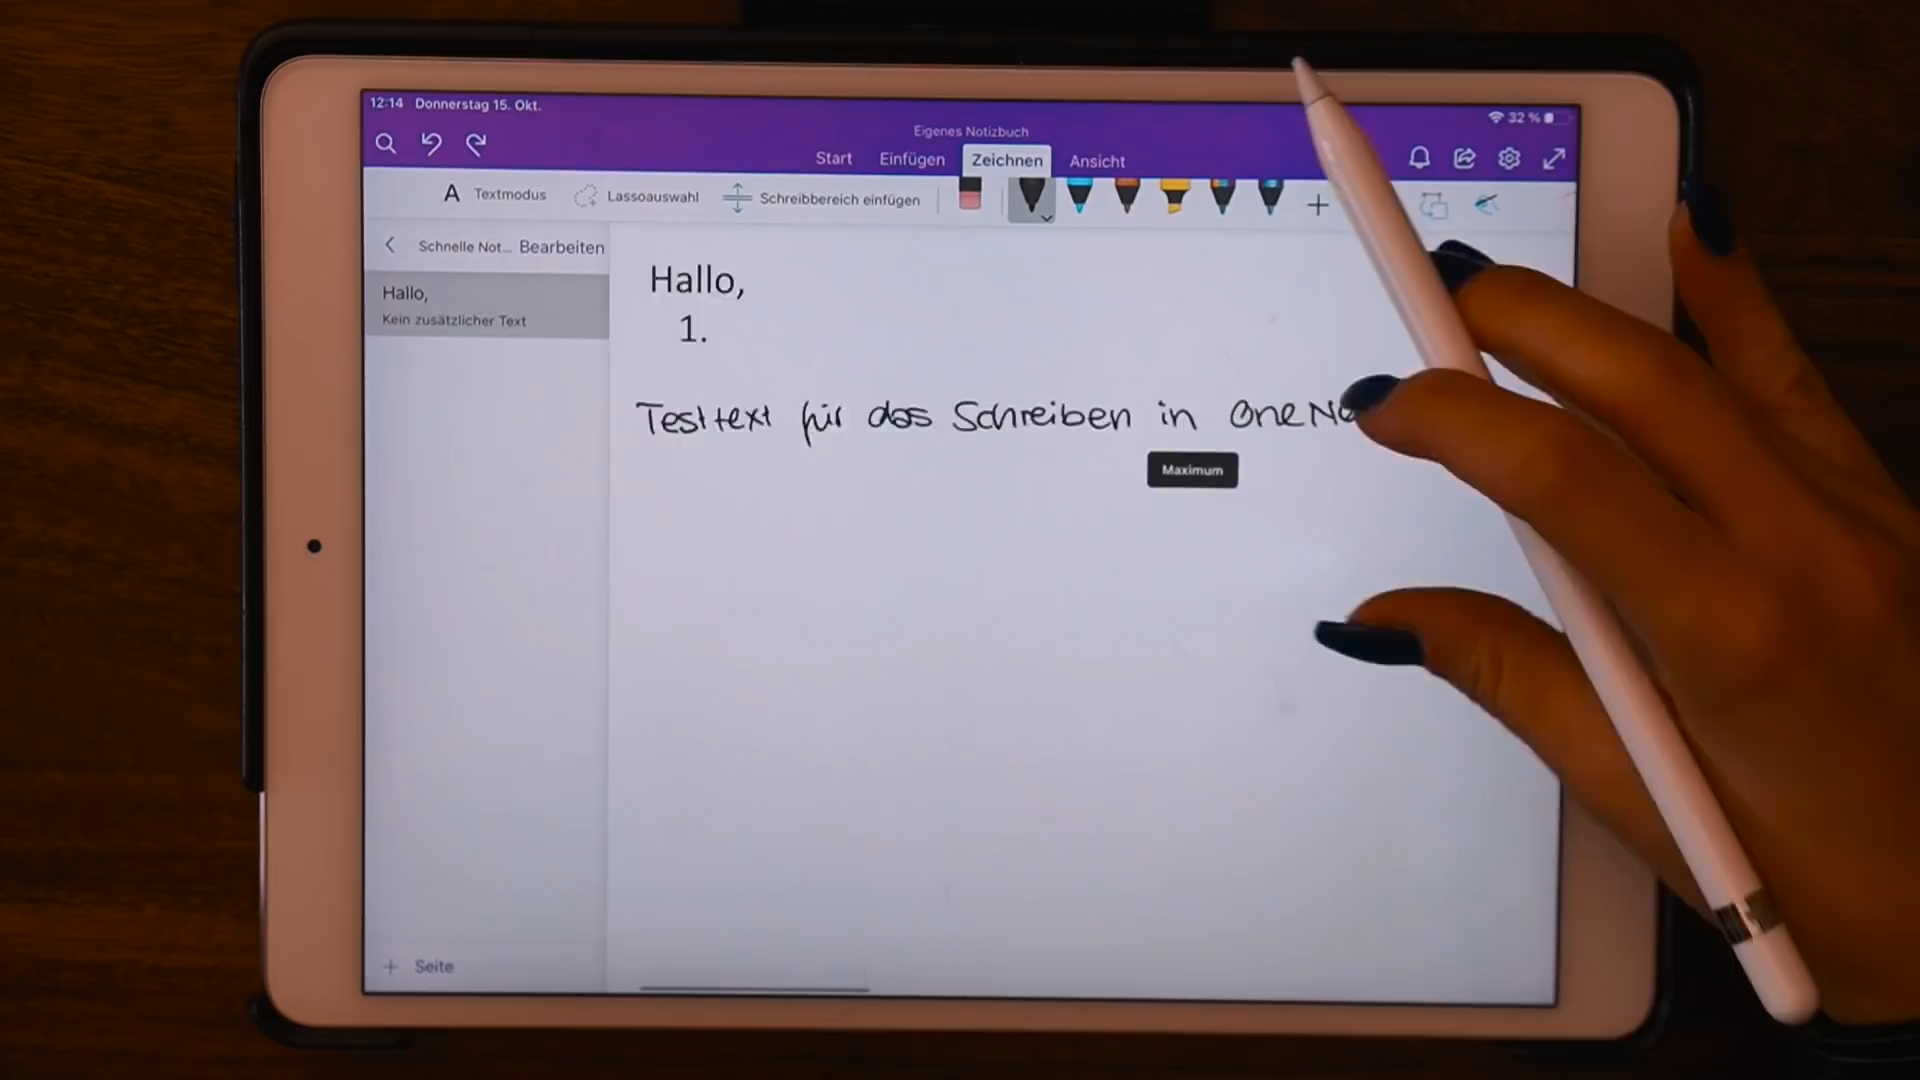 12:14 Donnerstag 15. Okt.
32 %
Eigenes Notizbuch
Start Einfügen Zeichnen Ansicht
A Textmodus Lassoauswahl Schreibbereich einfügen
Schnelle Not... Bearbeiten
Hallo,
Kein zusätzlicher Text
Hallo,
1.
Testtext für das Schreiben in OneNo
Maximum
+ Seite